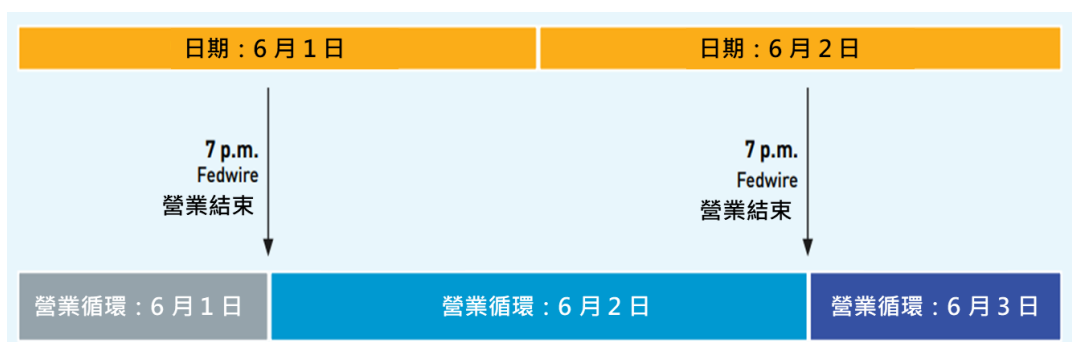 日期：6 月 1 日
日期：6 月 2 日
7 p.m.
Fedwire
營業結束
7 p.m.
Fedwire
營業結束
營業循環：6 月 1 日
營業循環：6 月 2 日
營業循環：6 月 3 日